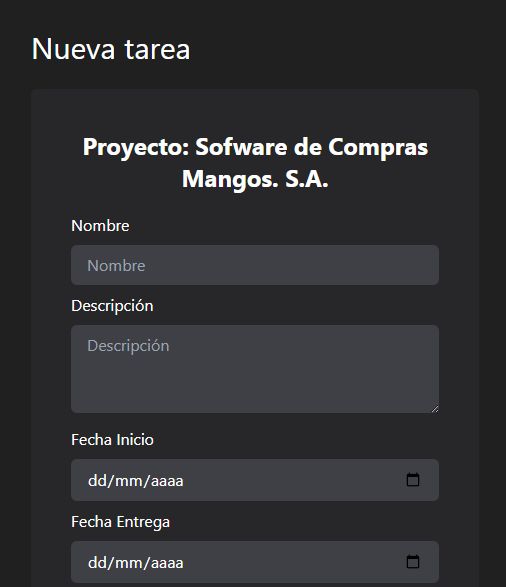 Nueva tarea
Proyecto: Sofware de Compras
Mangos. S.A.
Nombre
Nombre
Descripción
Descripción
Fecha Inicio
dd/mm/aaaa
Fecha Entrega
dd/mm/aaaa